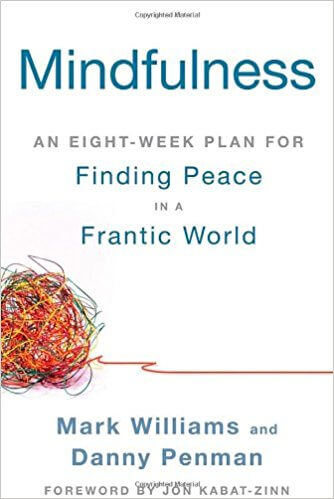 Mindfulness
AN EIGHT-WEEK PLAN FOR
Finding Peace
IN A
Frantic World
Mark Williams and
Danny Penman
FOREWORD BY JON KABAT-ZINN